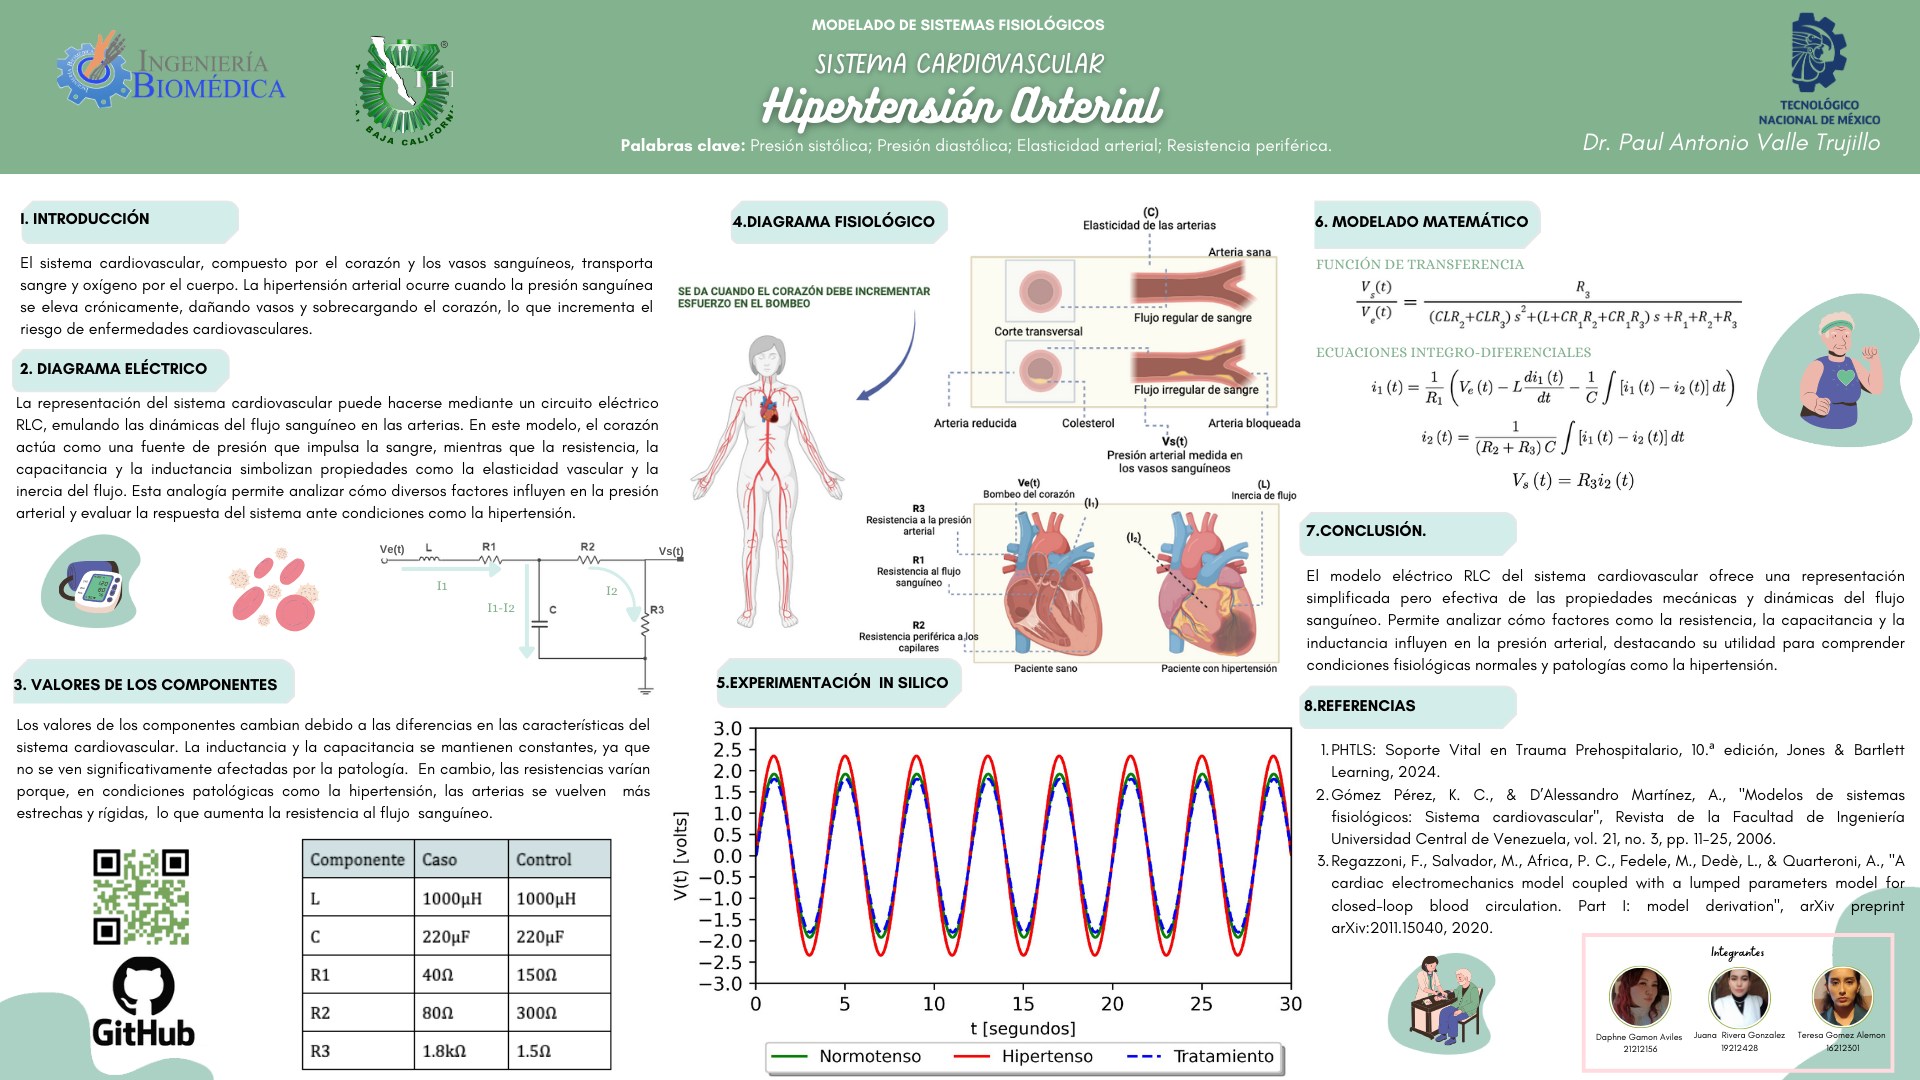 MODELADO DE SISTEMAS FISIOLÓGICOS
SISTEMA CARDIOVASCULAR
Hipertensión Arterial
Palabras clave: Presión sistólica; Presión diastólica; Elasticidad arterial; Resistencia periférica.
INGENIERÍA
BIOMÉDICA
®
BAJA CALIFORN
TECNOLÓGICO
NACIONAL DE MÉXICO
Dr. Paul Antonio Valle Trujillo
I. INTRODUCCIÓN
El sistema cardiovascular, compuesto por el corazón y los vasos sanguíneos, transporta
sangre y oxígeno por el cuerpo. La hipertensión arterial ocurre cuando la presión sanguínea
se eleva crónicamente, dañando vasos y sobrecargando el corazón, lo que incrementa el
riesgo de enfermedades cardiovasculares.
2. DIAGRAMA ELÉCTRICO
La representación del sistema cardiovascular puede hacerse mediante un circuito eléctrico
RLC, emulando las dinámicas del flujo sanguíneo en las arterias. En este modelo, el corazón
actúa como una fuente de presión que impulsa la sangre, mientras que la resistencia, la
capacitancia y la inductancia simbolizan propiedades como la elasticidad vascular y la
inercia del flujo. Esta analogía permite analizar cómo diversos factores influyen en la presión
arterial y evaluar la respuesta del sistema ante condiciones como la hipertensión.
Ve(t) L R1 R2 Vs(t)
I1 I1-I2 I2
C R3
3. VALORES DE LOS COMPONENTES
Los valores de los componentes cambian debido a las diferencias en las características del
sistema cardiovascular. La inductancia y la capacitancia se mantienen constantes, ya que
no se ven significativamente afectadas por la patología. En cambio, las resistencias varían
porque, en condiciones patológicas como la hipertensión, las arterias se vuelven más
estrechas y rígidas, lo que aumenta la resistencia al flujo sanguíneo.
Componente Caso Control
L 1000μH 1000μH
C 220μF 220μF
R1 40Ω 150Ω
R2 80Ω 300Ω
R3 1.8kΩ 1.5Ω
GitHub
4.DIAGRAMA FISIOLÓGICO
SE DA CUANDO EL CORAZÓN DEBE INCREMENTAR
ESFUERZO EN EL BOMBEO
(C)
Elasticidad de las arterias
Arteria sana
Corte transversal
Flujo regular de sangre
Flujo irregular de sangre
Arteria reducida
Colesterol
Arteria bloqueada
Vs(t)
Presión arterial medida en
los vasos sanguíneos
Ve(t)
Bombeo del corazón
(I₁)
(L)
Inercia de flujo
R3
Resistencia a la presión
arterial
(I₂)
R1
Resistencia al flujo
sanguíneo
R2
Resistencia periférica a los
capilares
Paciente sano
Paciente con hipertensión
5.EXPERIMENTACIÓN IN SILICO
3.0
2.5
2.0
1.5
1.0
0.5
0.0
−0.5
−1.0
−1.5
−2.0
−2.5
−3.0
V(t) [volts]
0 5 10 15 20 25 30
t [segundos]
Normotenso Hipertenso Tratamiento
6. MODELADO MATEMÁTICO
FUNCIÓN DE TRANSFERENCIA
V_s(t)/V_e(t) = R_3/((CLR_2+CLR_3) s^2+(L+CR_1R_2+CR_1R_3) s +R_1+R_2+R_3)
ECUACIONES INTEGRO-DIFERENCIALES
i_1 (t) = 1/R_1 (V_e (t) − L di_1 (t)/dt − 1/C ∫ [i_1 (t) − i_2 (t)] dt)
i_2 (t) = 1/((R_2 + R_3) C) ∫ [i_1 (t) − i_2 (t)] dt
V_s (t) = R_3i_2 (t)
7.CONCLUSIÓN.
El modelo eléctrico RLC del sistema cardiovascular ofrece una representación
simplificada pero efectiva de las propiedades mecánicas y dinámicas del flujo
sanguíneo. Permite analizar cómo factores como la resistencia, la capacitancia y la
inductancia influyen en la presión arterial, destacando su utilidad para comprender
condiciones fisiológicas normales y patologías como la hipertensión.
8.REFERENCIAS
1. PHTLS: Soporte Vital en Trauma Prehospitalario, 10.ª edición, Jones & Bartlett
Learning, 2024.
2. Gómez Pérez, K. C., & D'Alessandro Martínez, A., "Modelos de sistemas
fisiológicos: Sistema cardiovascular", Revista de la Facultad de Ingeniería
Universidad Central de Venezuela, vol. 21, no. 3, pp. 11-25, 2006.
3. Regazzoni, F., Salvador, M., Africa, P. C., Fedele, M., Dedè, L., & Quarteroni, A., "A
cardiac electromechanics model coupled with a lumped parameters model for
closed-loop blood circulation. Part I: model derivation", arXiv preprint
arXiv:2011.15040, 2020.
Integrantes
Daphne Gamon Aviles
21212156
Juana Rivera Gonzalez
19212428
Teresa Gomez Alemon
16212301